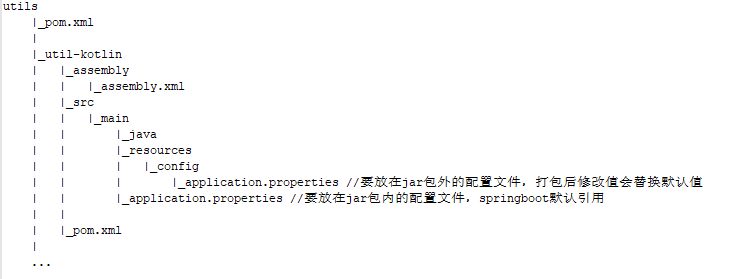 utils
    |_pom.xml
    |
    |_util-kotlin
    |   |_assembly
    |   |   |_assembly.xml
    |   |_src
    |   |   |_main
    |   |       |_java
    |   |       |_resources
    |   |       |   |_config
    |   |       |       |_application.properties //要放在jar包外的配置文件，打包后修改值会替换默认值
    |   |       |_application.properties //要放在jar包内的配置文件，springboot默认引用
    |   |
    |   |_pom.xml
    |
    ...